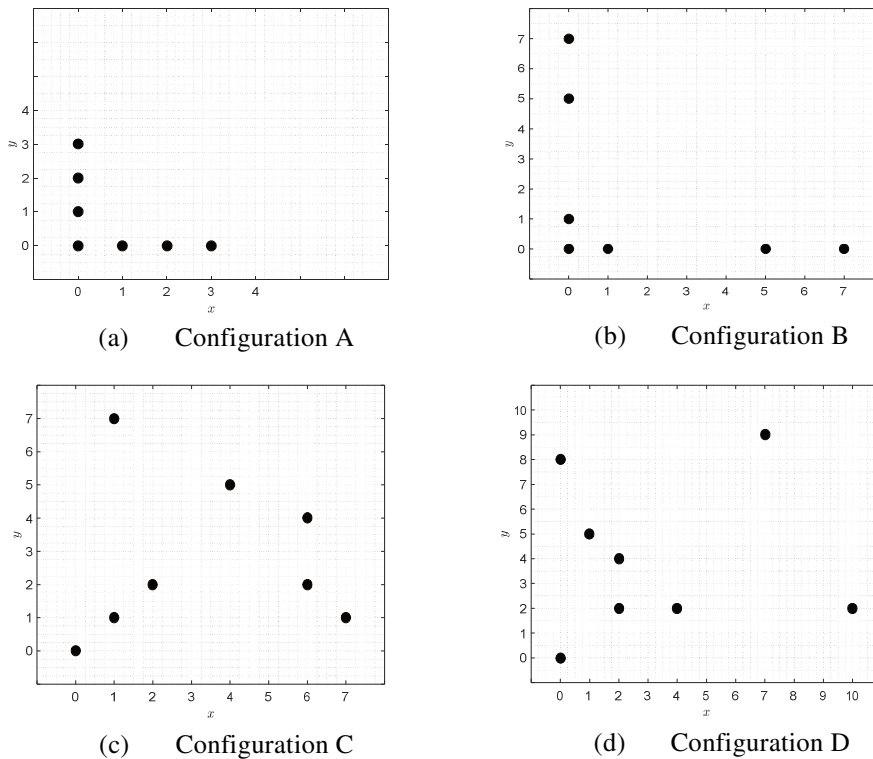 4
3
2
1
0
y
0 1 2 3 4
x
(a) Configuration A
7
6
5
4
3
2
1
0
y
0 1 2 3 4 5 6 7
x
(b) Configuration B
7
6
5
4
3
2
1
0
y
0 1 2 3 4 5 6 7
x
(c) Configuration C
10
9
8
7
6
5
4
3
2
1
0
y
0 1 2 3 4 5 6 7 8 9 10
x
(d) Configuration D